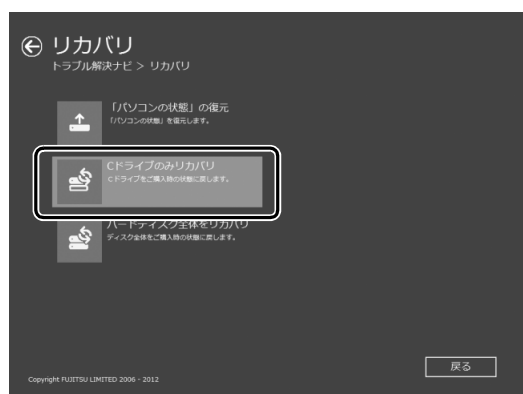 リカバリ
トラブル解決ナビ > リカバリ
「パソコンの状態」の復元
「パソコンの状態」を復元します。
Cドライブのみリカバリ
Cドライブをご購入時の状態に戻します。
ハードディスク全体をリカバリ
ディスク全体をご購入時の状態に戻します。
戻る
Copyright FUJITSU LIMITED 2006 - 2012